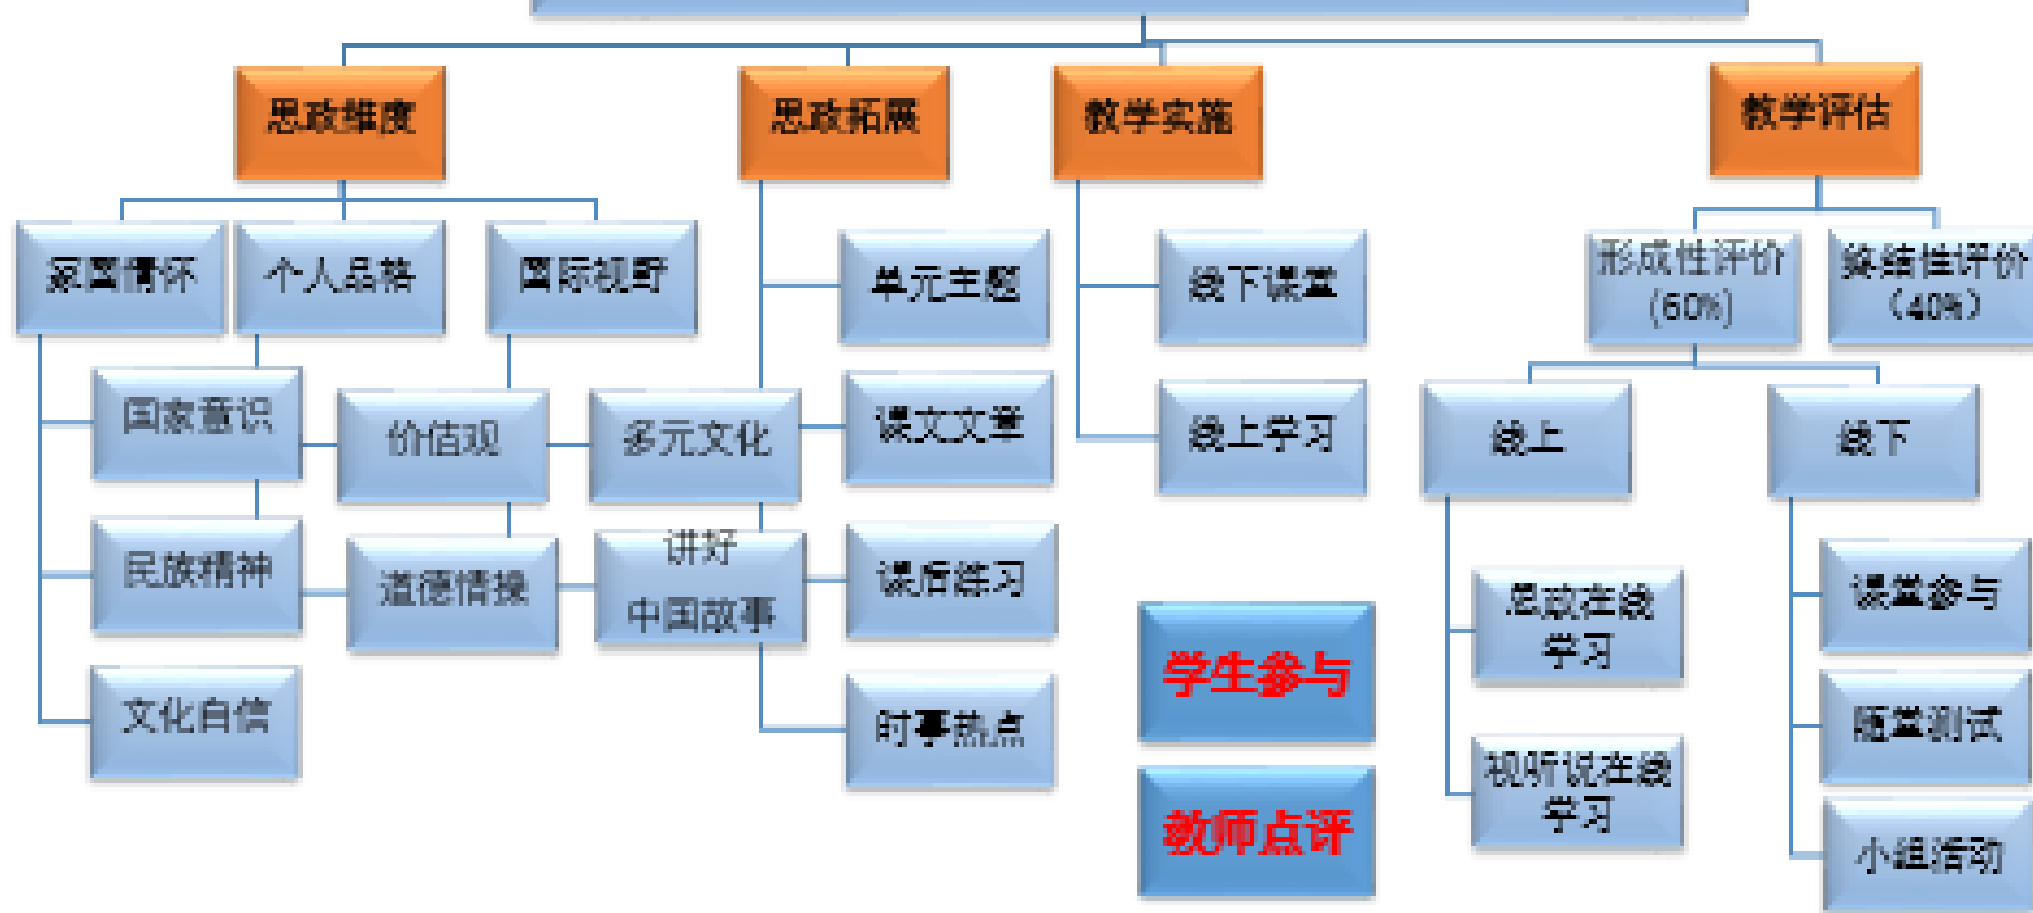 思政维度
思政拓展
教学实施
教学评估
家国情怀
个人品格
国际视野
单元主题
线下课堂
形成性评价
(60%)
终结性评价
（40%）
国家意识
价值观
多元文化
课文文章
线上学习
线上
线下
民族精神
道德情操
讲好
中国故事
课后练习
学生参与
思政在线
学习
课堂参与
文化自信
时事热点
教师点评
视听说在线
学习
随堂测试
小组活动